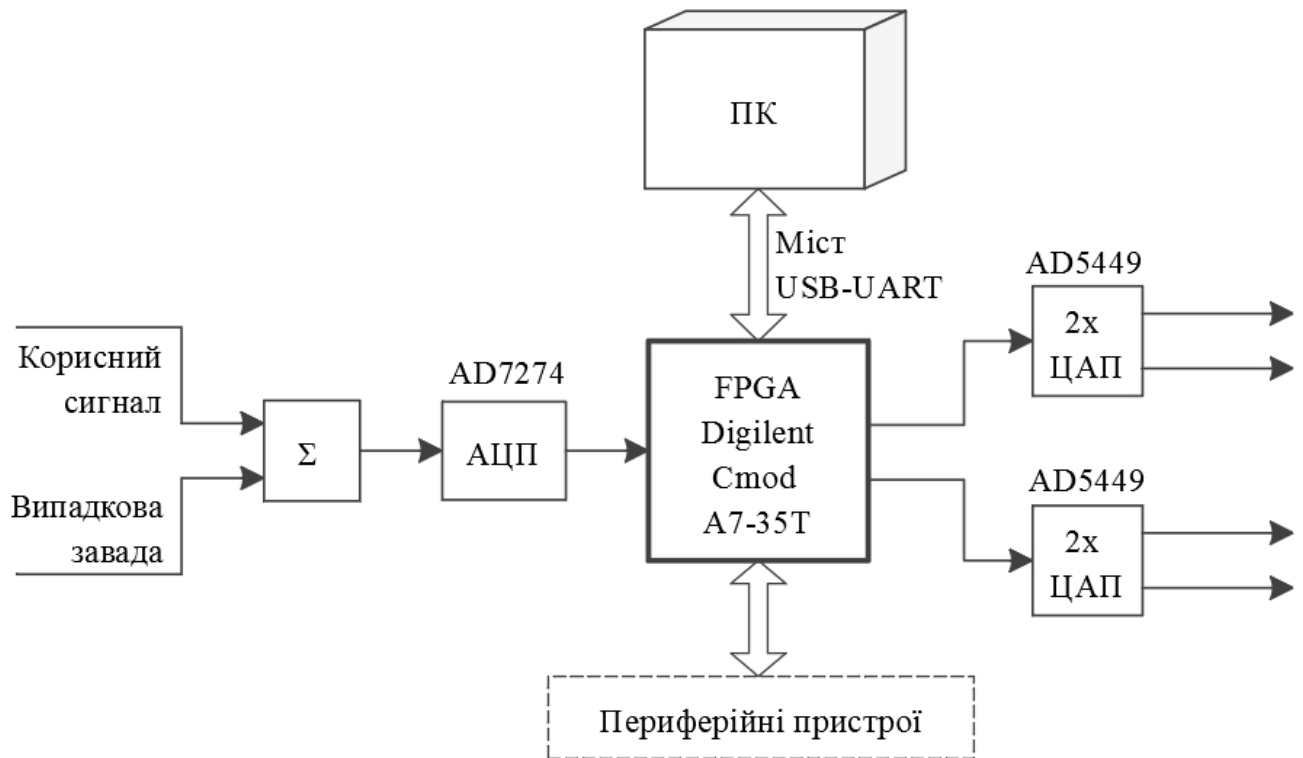 ПК
Міст
USB-UART
AD5449
2x
ЦАП
Корисний
сигнал
AD7274
АЦП
Σ
FPGA
Digilent
Cmod
A7-35T
Випадкова
завада
AD5449
2x
ЦАП
Периферійні пристрої